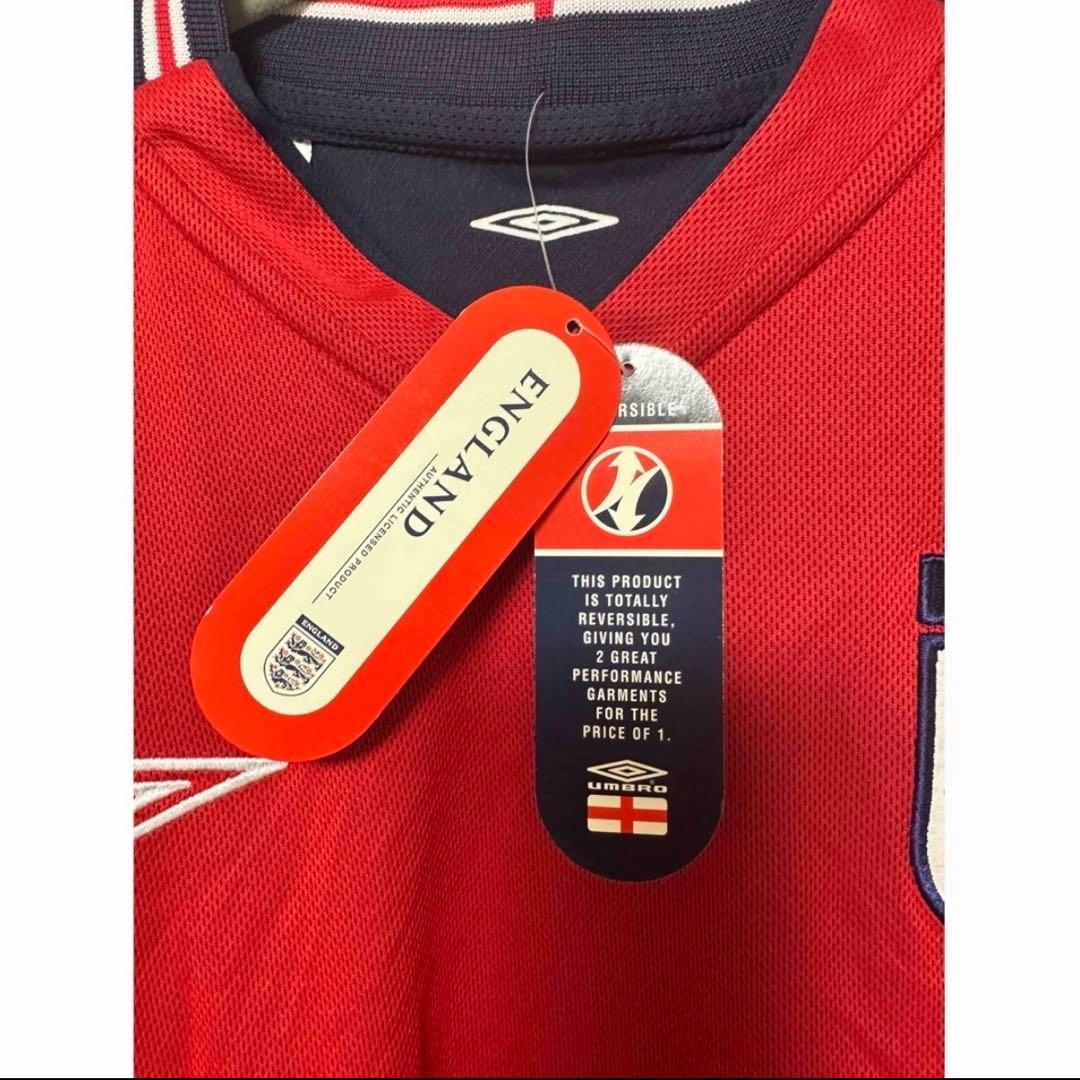 ENGLAND
AUTHENTIC LICENSED PRODUCT
ENGLAND
THIS PRODUCT
IS TOTALLY
REVERSIBLE,
GIVING YOU
2 GREAT
PERFORMANCE
GARMENTS
FOR THE
PRICE OF 1.
UMBRO